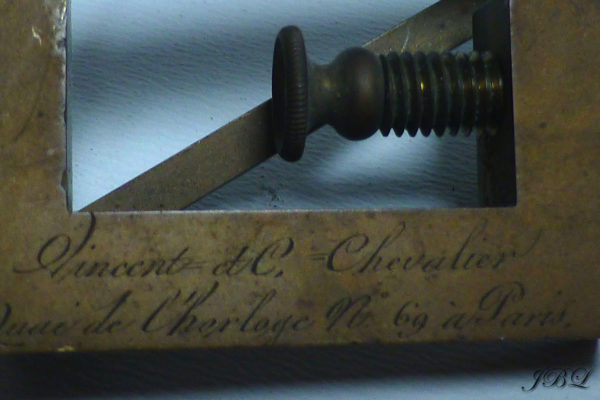 Vincent et C. Chevalier
Quai de l'horloge N° 69 à Paris.
JBL